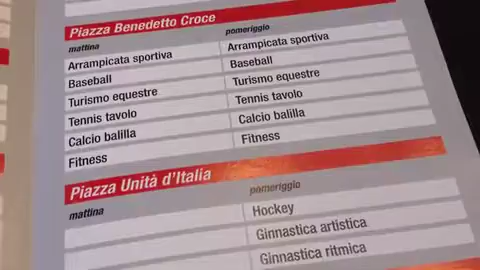 Piazza Benedetto Croce
mattina pomeriggio
Arrampicata sportiva Arrampicata sportiva
Baseball Baseball
Turismo equestre Turismo equestre
Tennis tavolo Tennis tavolo
Calcio balilla Calcio balilla
Fitness Fitness
Piazza Unità d'Italia
mattina pomeriggio
Hockey
Ginnastica artistica
Ginnastica ritmica